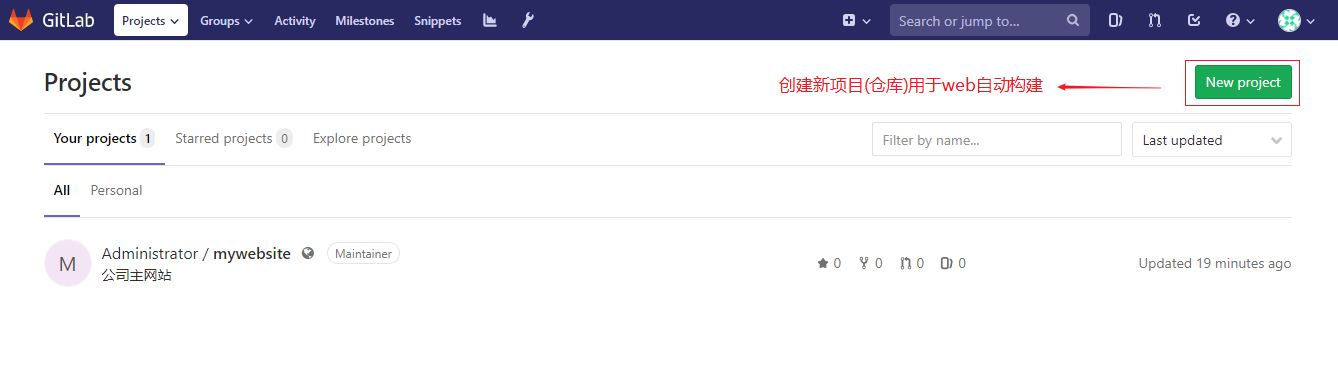 GitLab Projects Groups Activity Milestones Snippets Search or jump to...
Projects
创建新项目(仓库)用于web自动构建 New project
Your projects 1 Starred projects 0 Explore projects Filter by name... Last updated
All Personal
M Administrator / mywebsite Maintainer
公司主网站
0 0 0 0 Updated 19 minutes ago